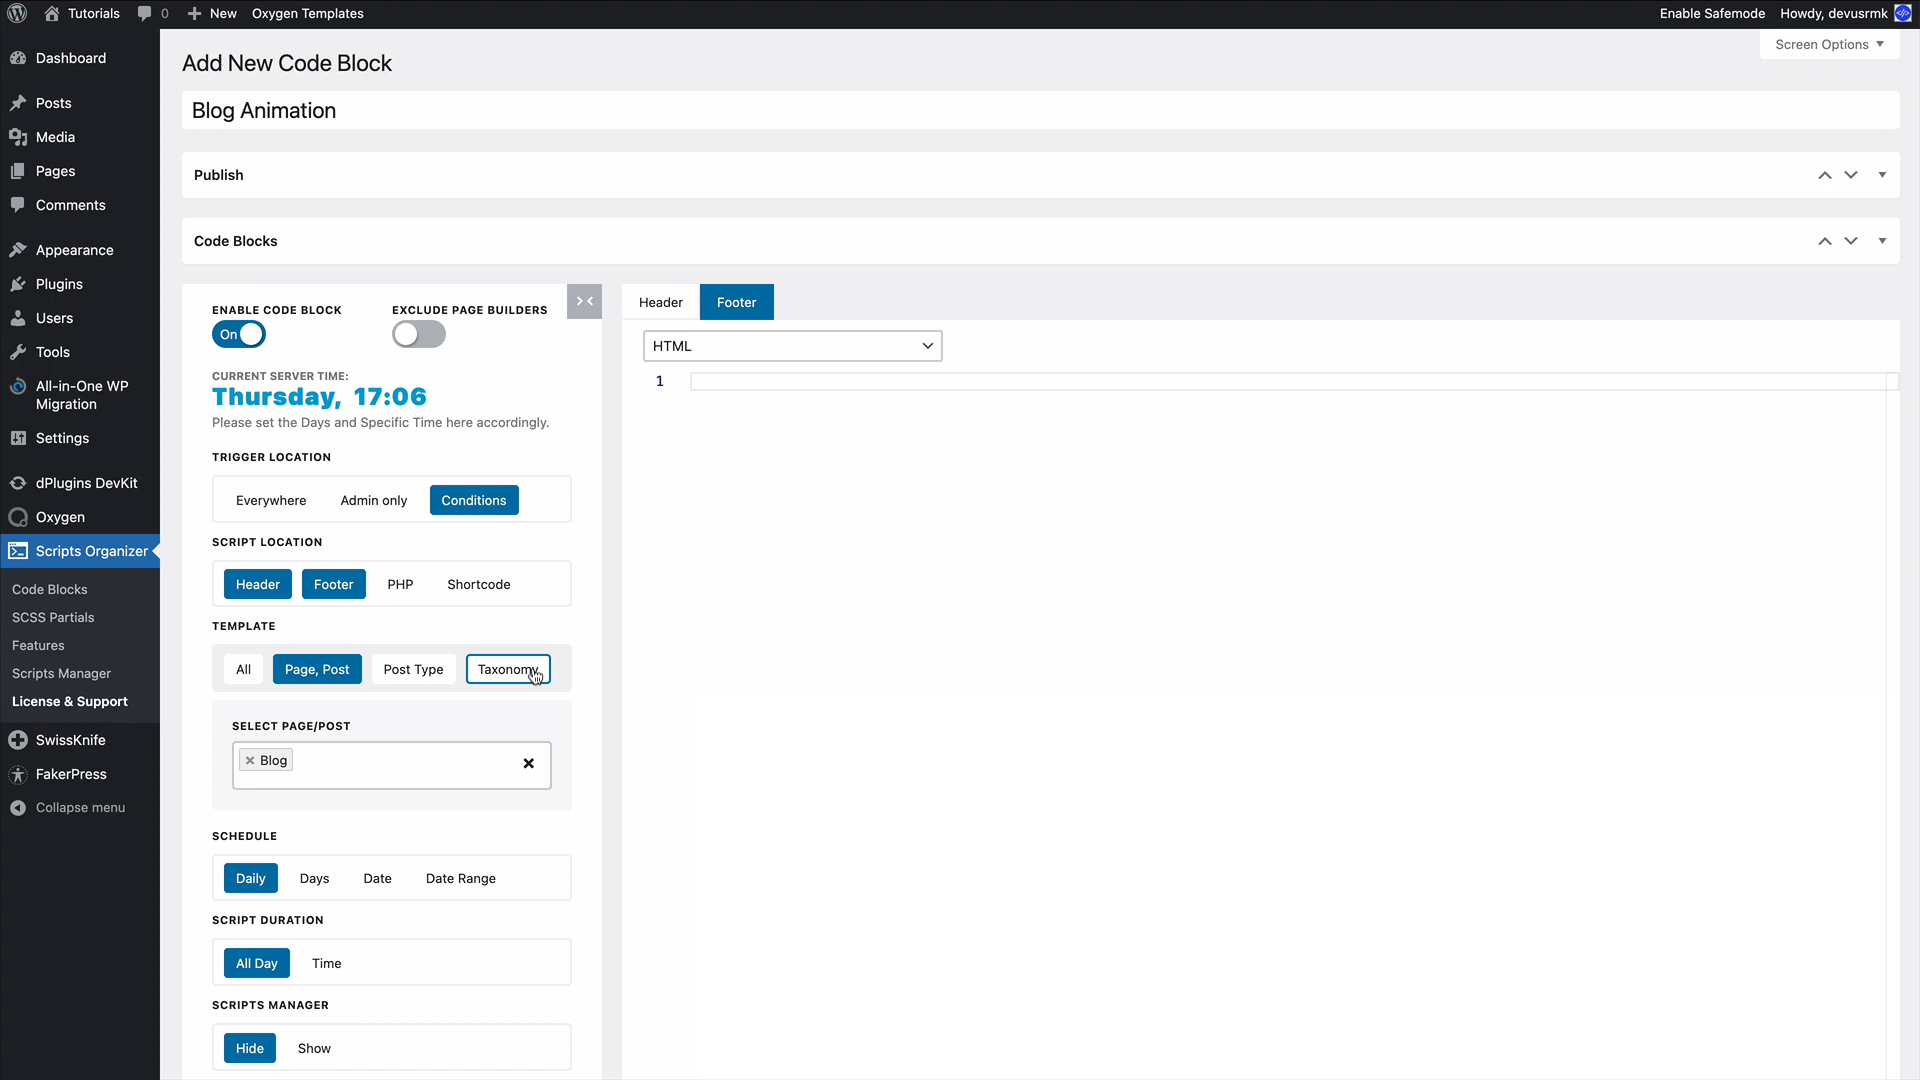 Tutorials 0 New Oxygen Templates Enable Safemode Howdy, devusrmk
Screen Options
Dashboard
Posts
Media
Pages
Comments
Appearance
Plugins
Users
Tools
All-in-One WP
Migration
Settings
dPlugins DevKit
Oxygen
Scripts Organizer
Code Blocks
SCSS Partials
Features
Scripts Manager
License & Support
SwissKnife
FakerPress
Collapse menu
Add New Code Block
Blog Animation
Publish
Code Blocks
ENABLE CODE BLOCK EXCLUDE PAGE BUILDERS
On
CURRENT SERVER TIME:
Thursday, 17:06
Please set the Days and Specific Time here accordingly.
TRIGGER LOCATION
Everywhere Admin only Conditions
SCRIPT LOCATION
Header Footer PHP Shortcode
TEMPLATE
All Page, Post Post Type Taxonomy
SELECT PAGE/POST
× Blog ×
SCHEDULE
Daily Days Date Date Range
SCRIPT DURATION
All Day Time
SCRIPTS MANAGER
Hide Show
Header Footer
HTML
1